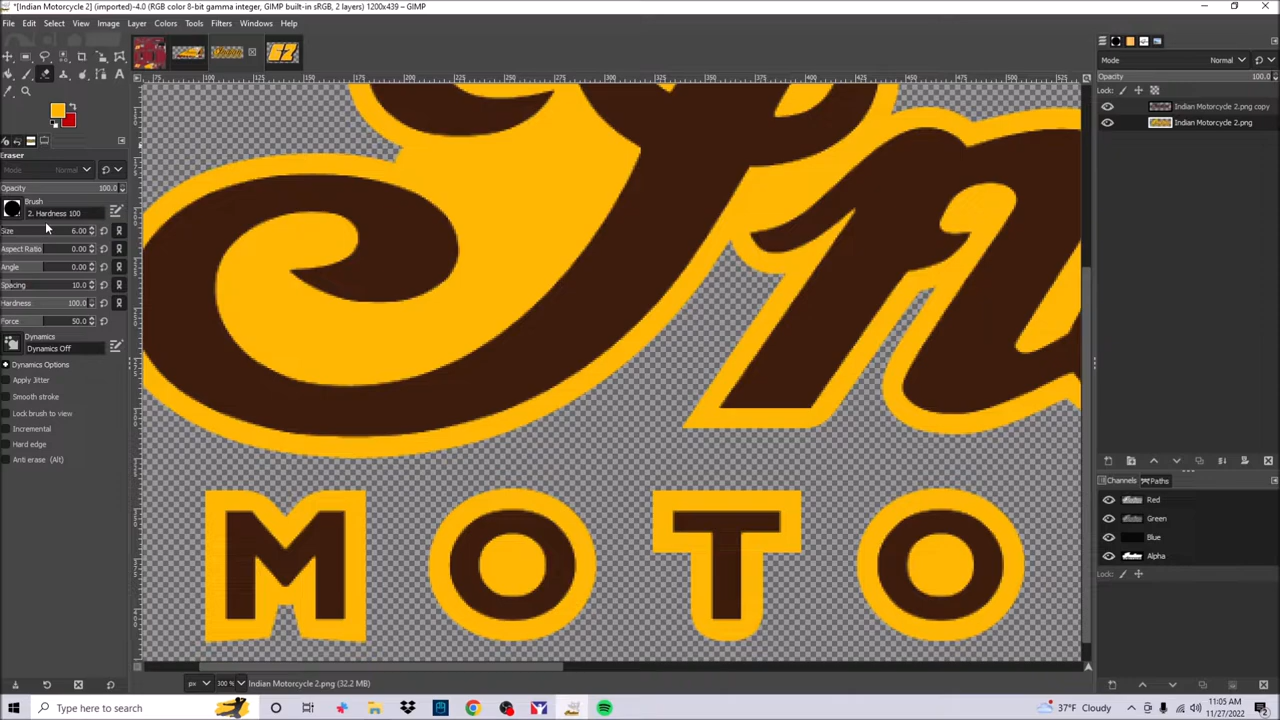 *[Indian Motorcycle 2] (imported)-4.0 (RGB color 8-bit gamma integer, GIMP built-in sRGB, 2 layers) 1200x439 – GIMP
File Edit Select View Image Layer Colors Tools Filters Windows Help
Eraser
Mode Normal
Opacity 100.0
Brush
2. Hardness 100
Size 6.00
Aspect Ratio 0.00
Angle 0.00
Spacing 10.0
Hardness 100.0
Force 50.0
Dynamics
Dynamics Off
Dynamics Options
Apply Jitter
Smooth stroke
Lock brush to view
Incremental
Hard edge
Anti erase (Alt)
In
MOTO
px 300 % Indian Motorcycle 2.png (32.2 MB)
Mode Normal
Opacity 100.0
Lock:
Indian Motorcycle 2.png copy
Indian Motorcycle 2.png
Channels Paths
Red
Green
Blue
Alpha
Lock:
Type here to search
37°F Cloudy
11:05 AM
11/27/2022